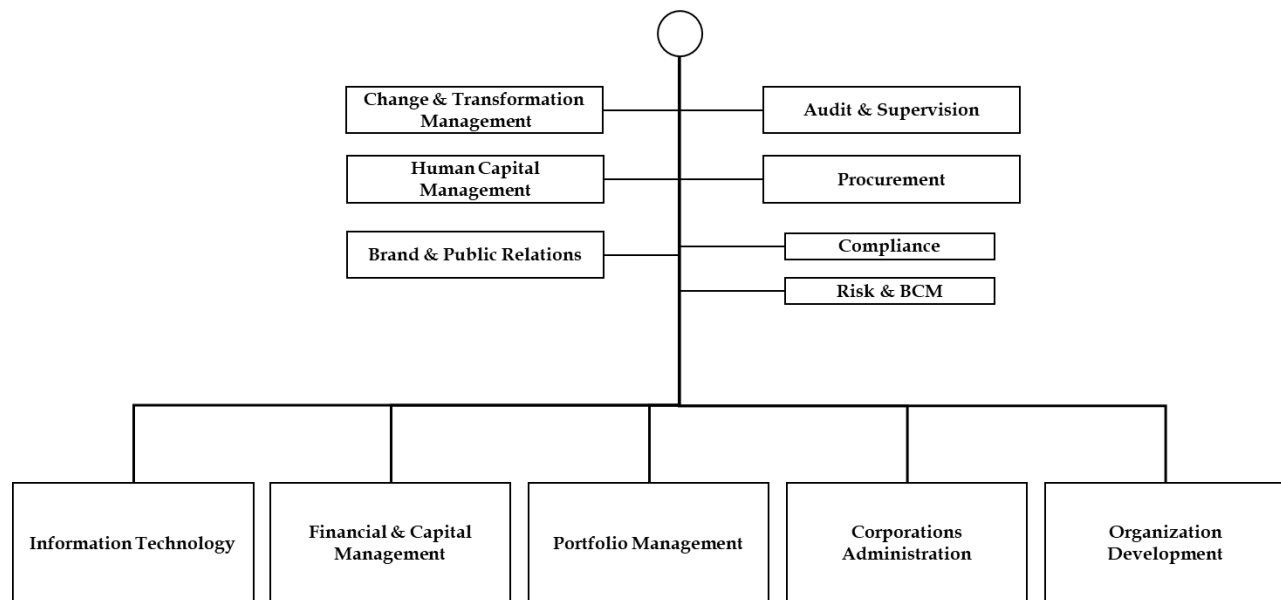 Change & Transformation
Management
Audit & Supervision
Human Capital
Management
Procurement
Brand & Public Relations
Compliance
Risk & BCM
Information Technology
Financial & Capital
Management
Portfolio Management
Corporations
Administration
Organization
Development